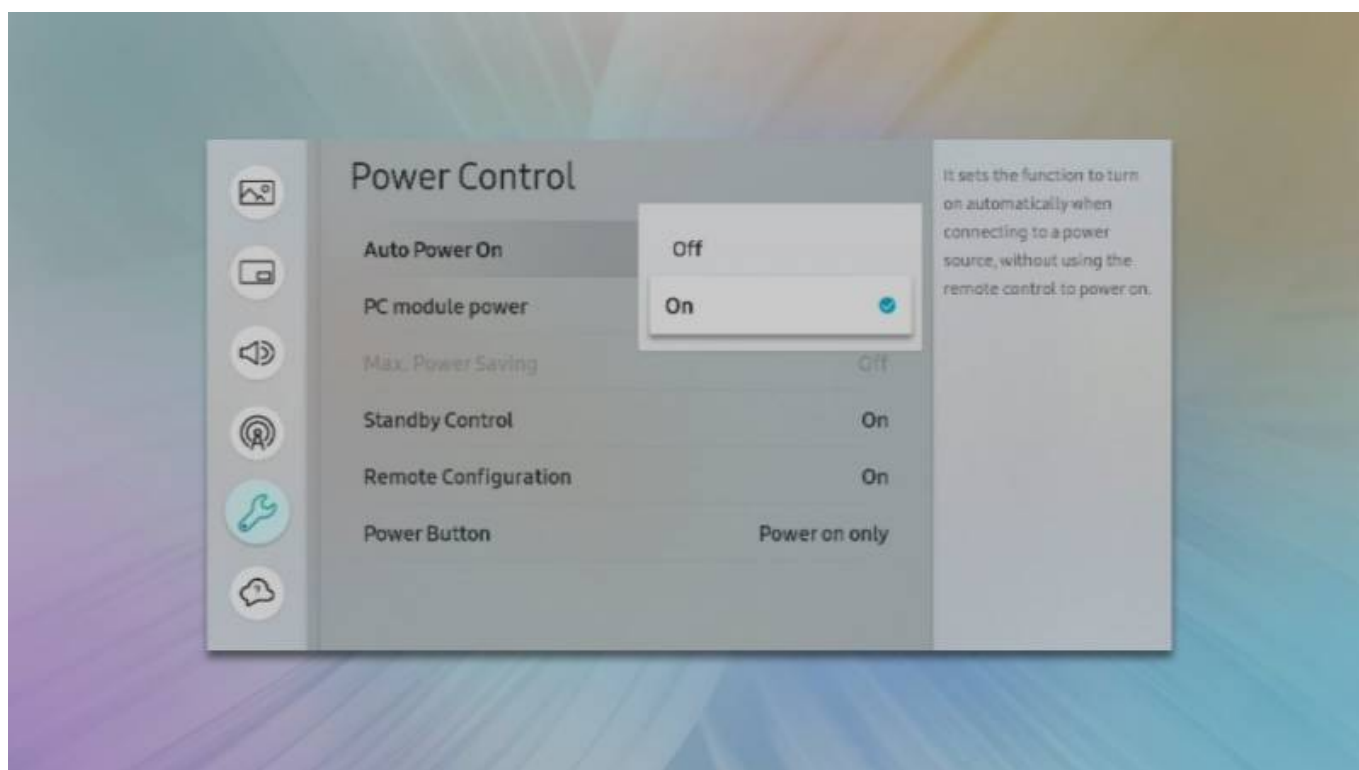 Power Control
Auto Power On
Off
On
PC module power
Max. Power Saving Off
Standby Control On
Remote Configuration On
Power Button Power on only
It sets the function to turn
on automatically when
connecting to a power
source, without using the
remote control to power on.